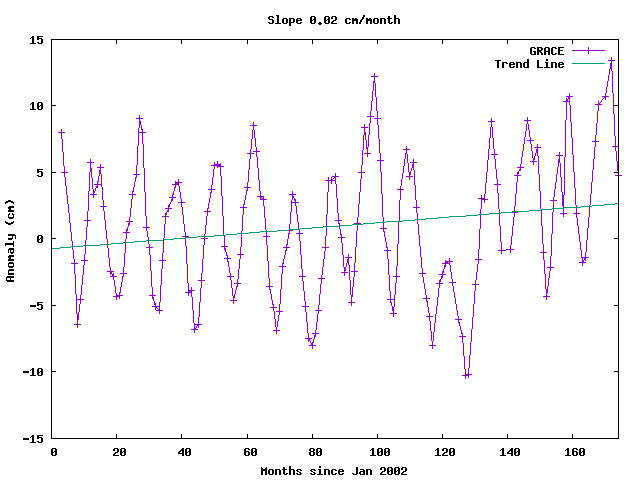 Slope 0.02 cm/month
GRACE
Trend Line
15
10
5
0
-5
-10
-15
Anomaly (cm)
0 20 40 60 80 100 120 140 160
Months since Jan 2002